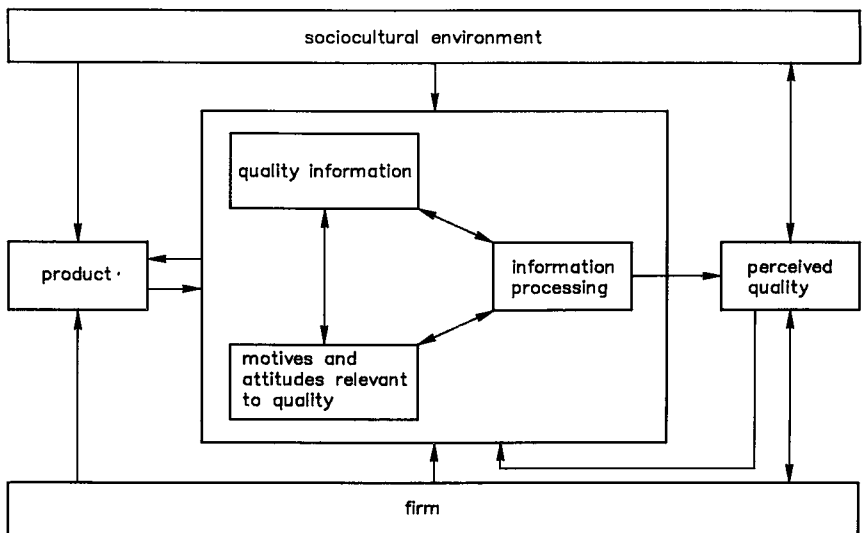 sociocultural environment
quality information
product
information
processing
perceived
quality
motives and
attitudes relevant
to quality
firm